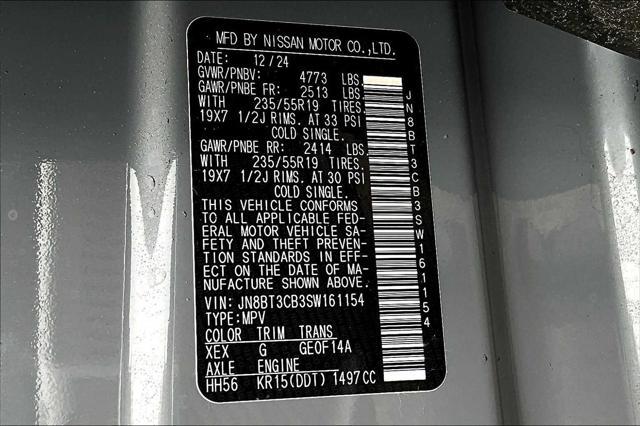 MFD BY NISSAN MOTOR CO.,LTD.
DATE: 12/24
GVWR/PNBV: 4773 LBS
GAWR/PNBE FR: 2513 LBS
WITH 235/55R19 TIRES
19X7 1/2J RIMS. AT 33 PSI
COLD SINGLE.
GAWR/PNBE RR: 2414 LBS
WITH 235/55R19 TIRES.
19X7 1/2J RIMS. AT 30 PSI
COLD SINGLE.
THIS VEHICLE CONFORMS
TO ALL APPLICABLE FED-
ERAL MOTOR VEHICLE SA-
FETY AND THEFT PREVEN-
TION STANDARDS IN EFF-
ECT ON THE DATE OF MA-
NUFACTURE SHOWN ABOVE.
VIN: JN8BT3CB3SW161154
TYPE:MPV
COLOR TRIM TRANS
XEX G GE0F14A
AXLE ENGINE
HH56 KR15(DDT) 1497CC
JN8BT3CB3SW161154